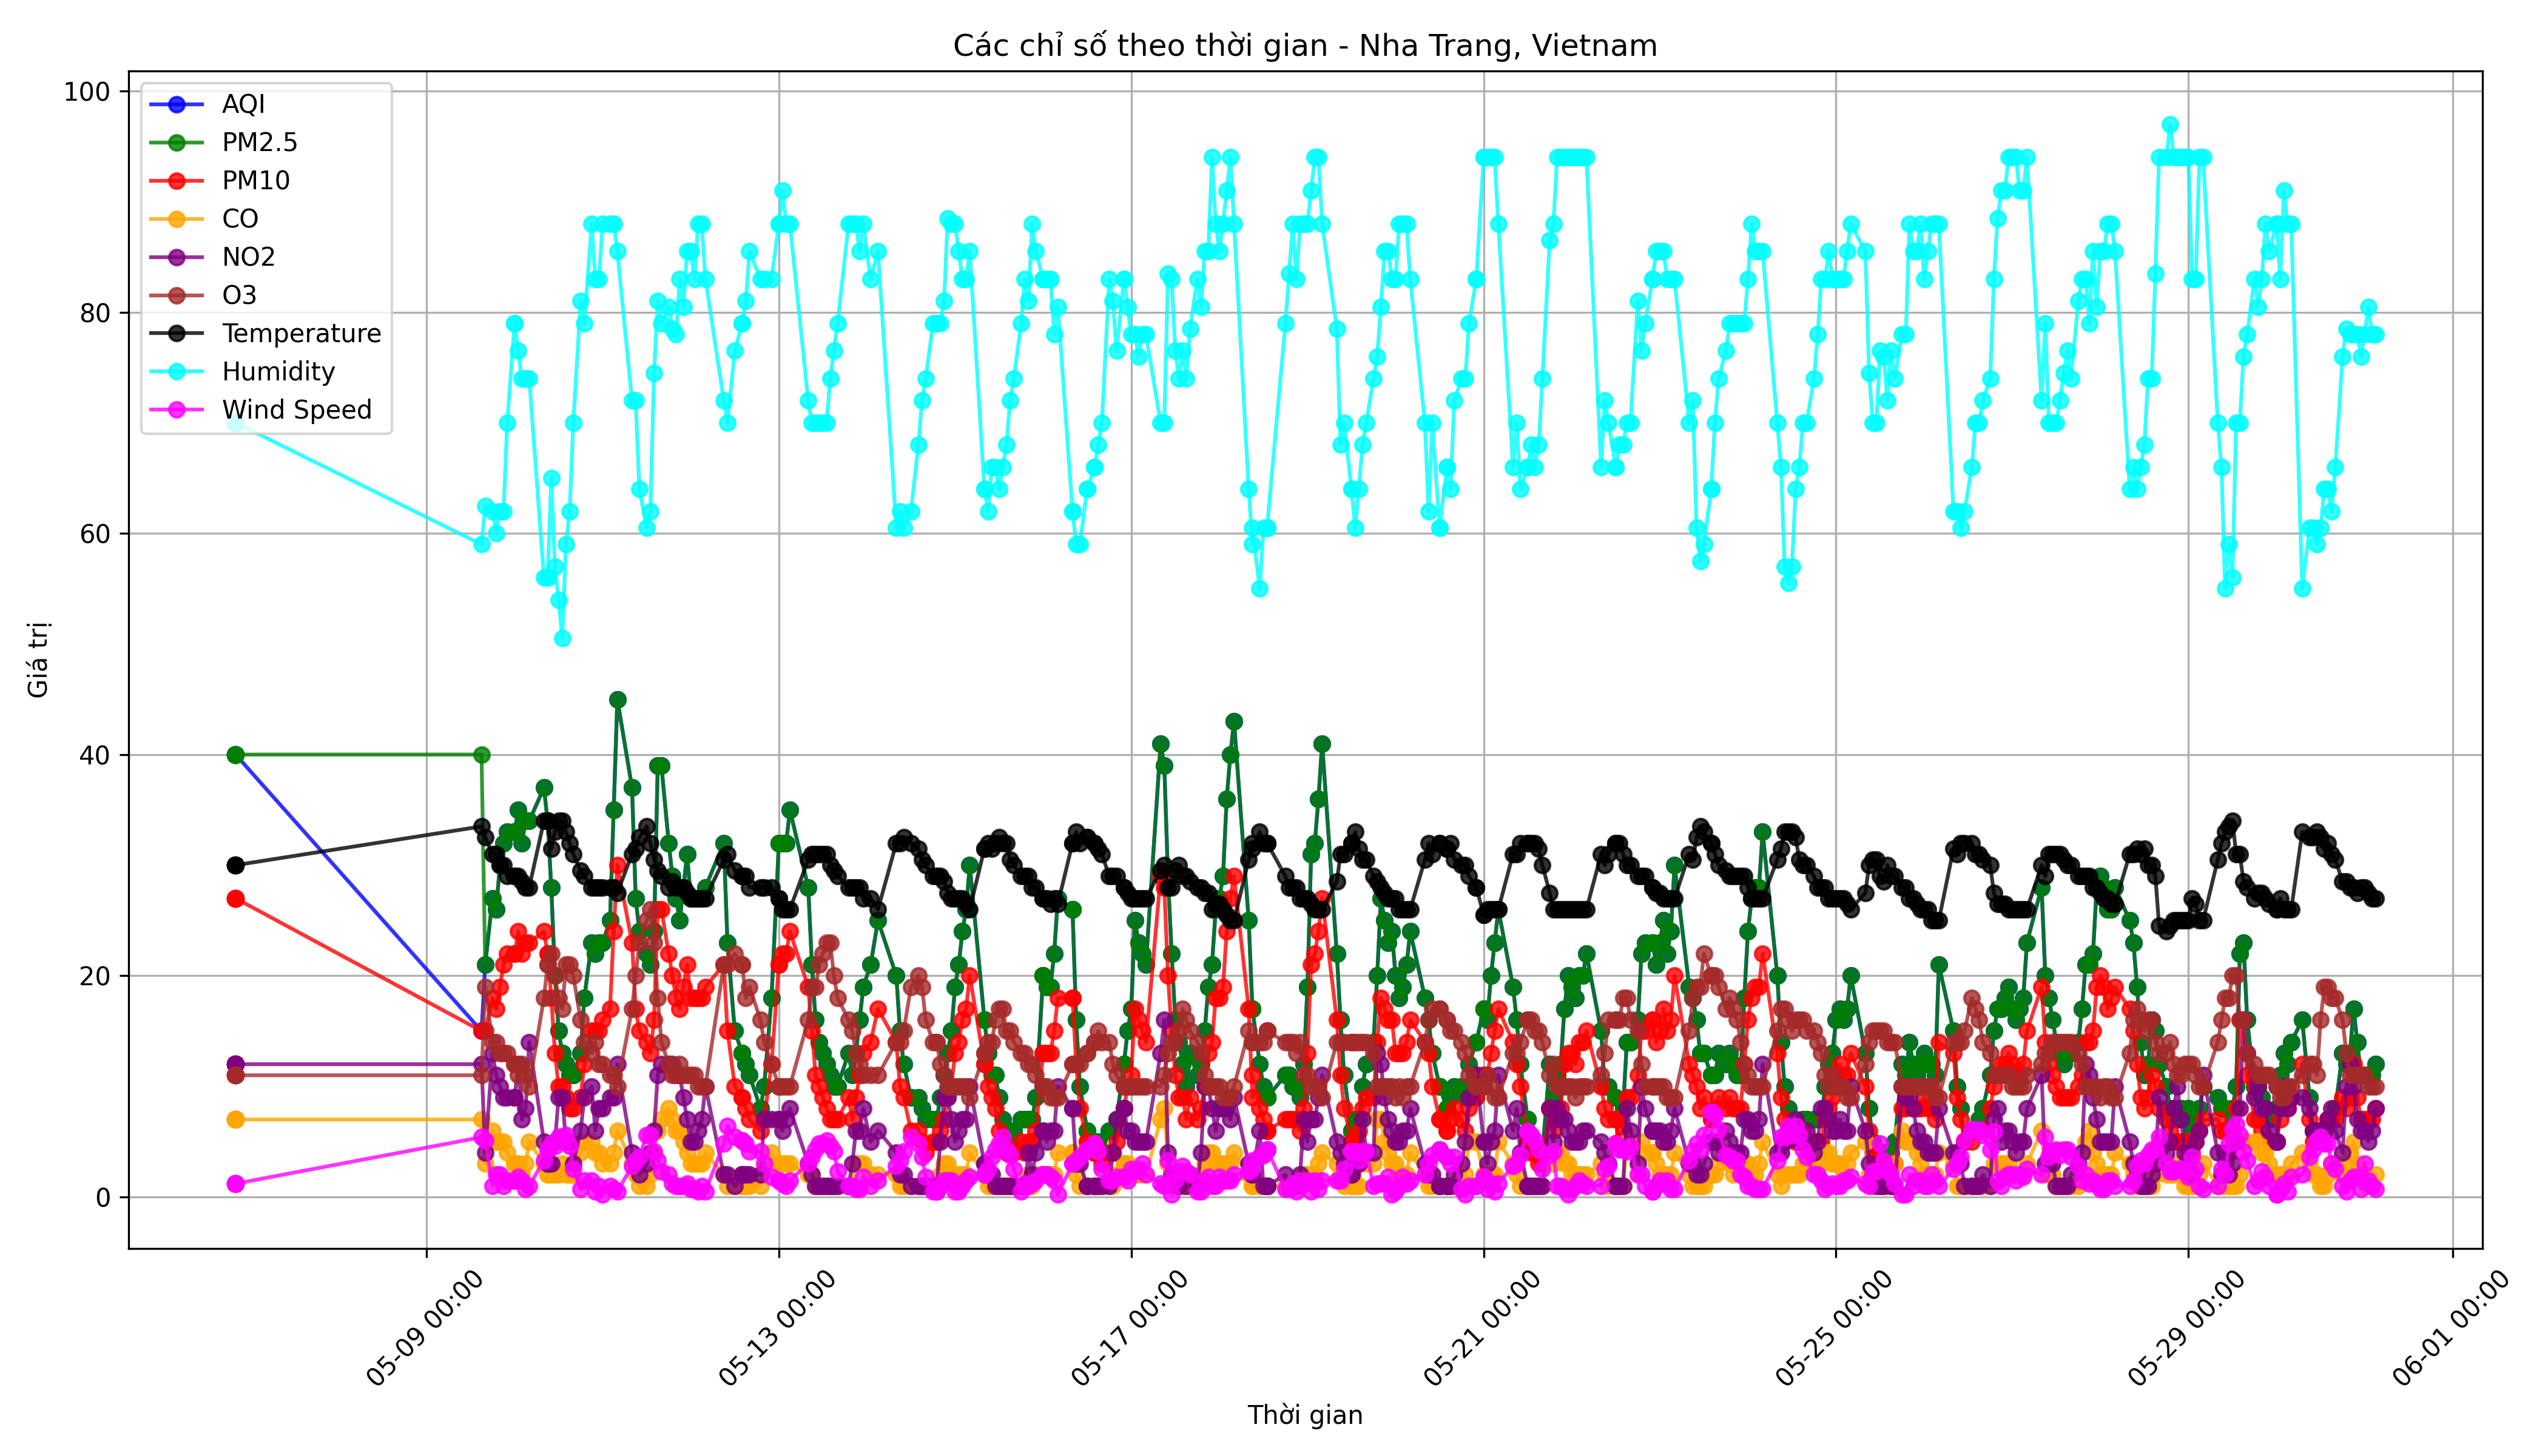 Các chỉ số theo thời gian - Nha Trang, Vietnam
AQI
PM2.5
PM10
CO
NO2
O3
Temperature
Humidity
Wind Speed
Giá trị
100
80
60
40
20
0
05-09 00:00
05-13 00:00
05-17 00:00
05-21 00:00
05-25 00:00
05-29 00:00
06-01 00:00
Thời gian